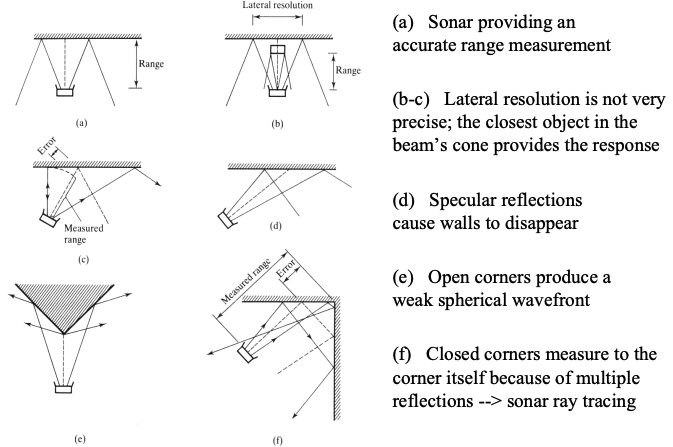 Lateral resolution
Range
Range
(a)
(b)
Error
Measured
range
(c)
(d)
Measured range
Error
(e)
(f)
(a) Sonar providing an
accurate range measurement
(b-c) Lateral resolution is not very
precise; the closest object in the
beam's cone provides the response
(d) Specular reflections
cause walls to disappear
(e) Open corners produce a
weak spherical wavefront
(f) Closed corners measure to the
corner itself because of multiple
reflections --> sonar ray tracing